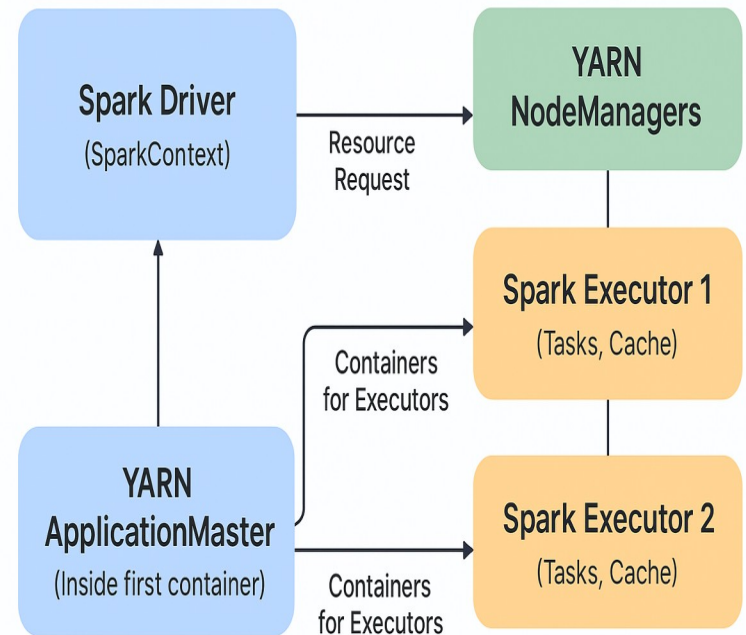 Spark Driver
(SparkContext)
Resource
Request
YARN
NodeManagers
Spark Executor 1
(Tasks, Cache)
Containers
for Executors
YARN
ApplicationMaster
(Inside first container)
Containers
for Executors
Spark Executor 2
(Tasks, Cache)